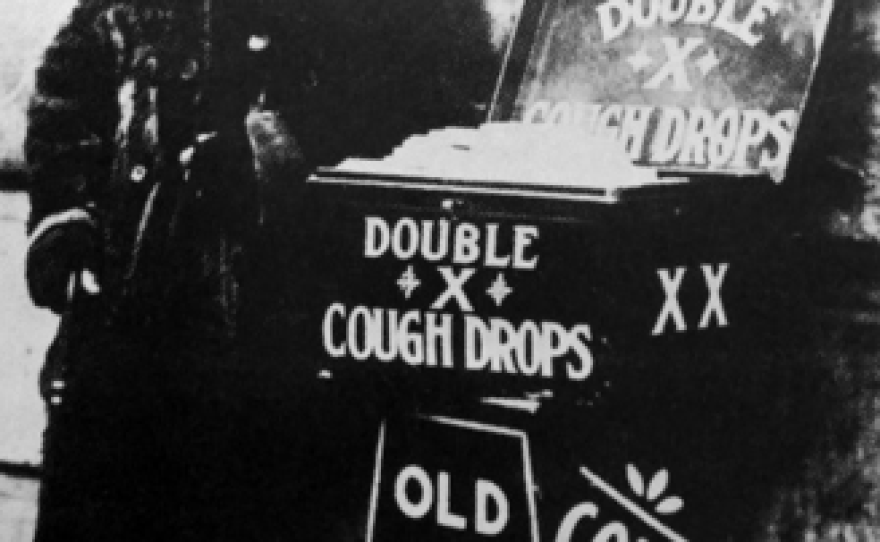 DOUBLE
X
COUGH DROPS
DOUBLE
X
COUGH DROPS
XX
OLD